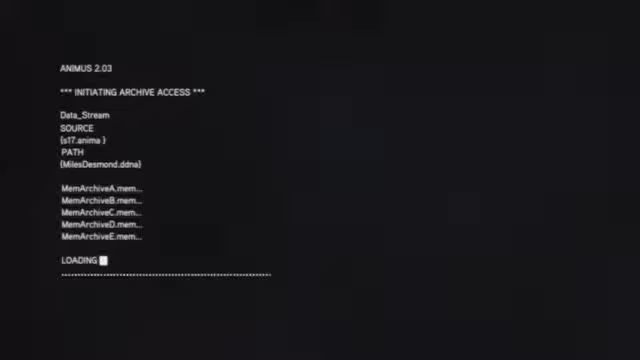 ANIMUS 2.03
*** INITIATING ARCHIVE ACCESS ***
Data_Stream
SOURCE
{s17.anima }
PATH
{MilesDesmond.ddna}
MemArchiveA.mem...
MemArchiveB.mem...
MemArchiveC.mem...
MemArchiveD.mem...
MemArchiveE.mem...
LOADING